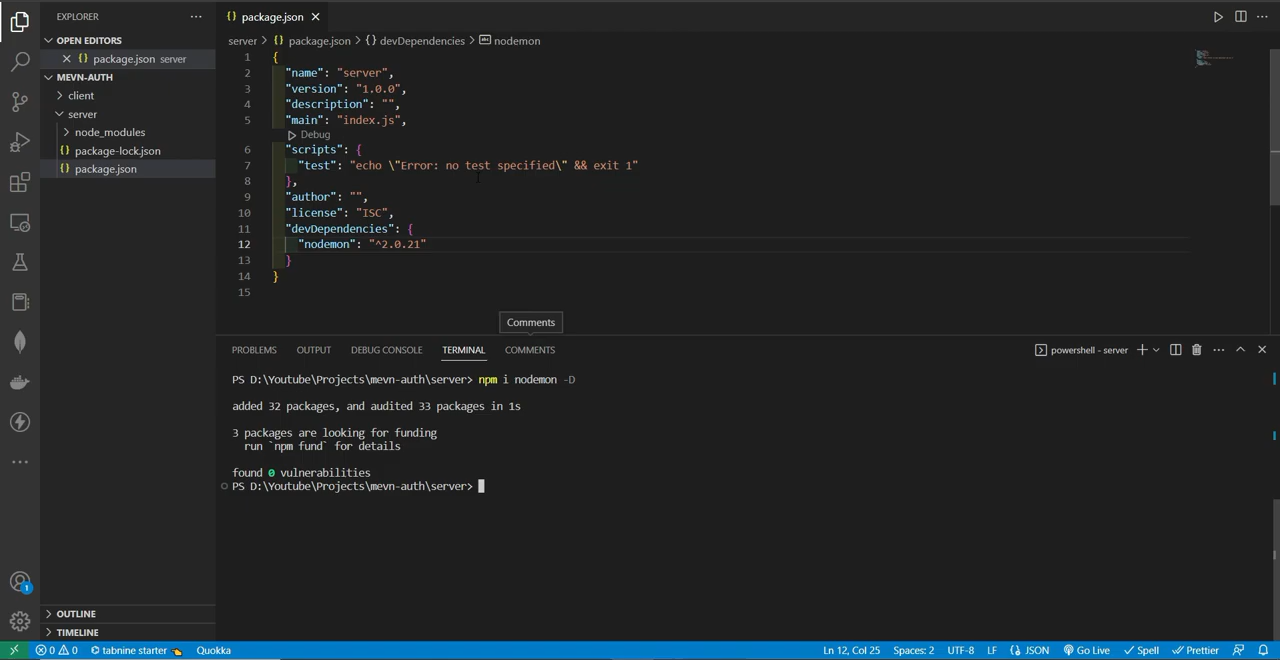 EXPLORER
OPEN EDITORS
package.json server
MEVN-AUTH
client
server
node_modules
package-lock.json
package.json
OUTLINE
TIMELINE
package.json
server > {} package.json > {} devDependencies > abc nodemon
1 {
2 "name": "server",
3 "version": "1.0.0",
4 "description": "",
5 "main": "index.js",
Debug
6 "scripts": {
7 "test": "echo \"Error: no test specified\" && exit 1"
8 },
9 "author": "",
10 "license": "ISC",
11 "devDependencies": {
12 "nodemon": "^2.0.21"
13 }
14 }
15
Comments
PROBLEMS OUTPUT DEBUG CONSOLE TERMINAL COMMENTS powershell - server
PS D:\Youtube\Projects\mevn-auth\server> npm i nodemon -D
added 32 packages, and audited 33 packages in 1s
3 packages are looking for funding
run `npm fund` for details
found 0 vulnerabilities
PS D:\Youtube\Projects\mevn-auth\server>
1
0 0 tabnine starter Quokka Ln 12, Col 25 Spaces: 2 UTF-8 LF {} JSON Go Live Spell Prettier